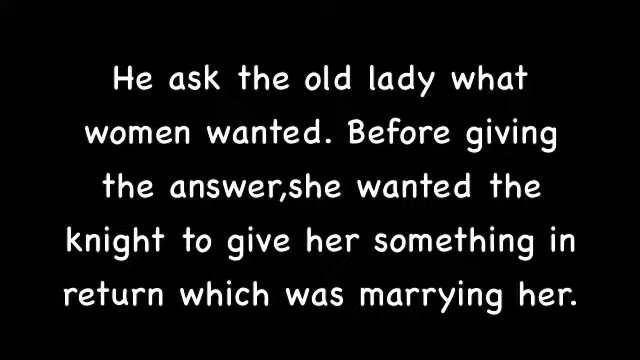 He ask the old lady what
women wanted. Before giving
the answer,she wanted the
knight to give her something in
return which was marrying her.